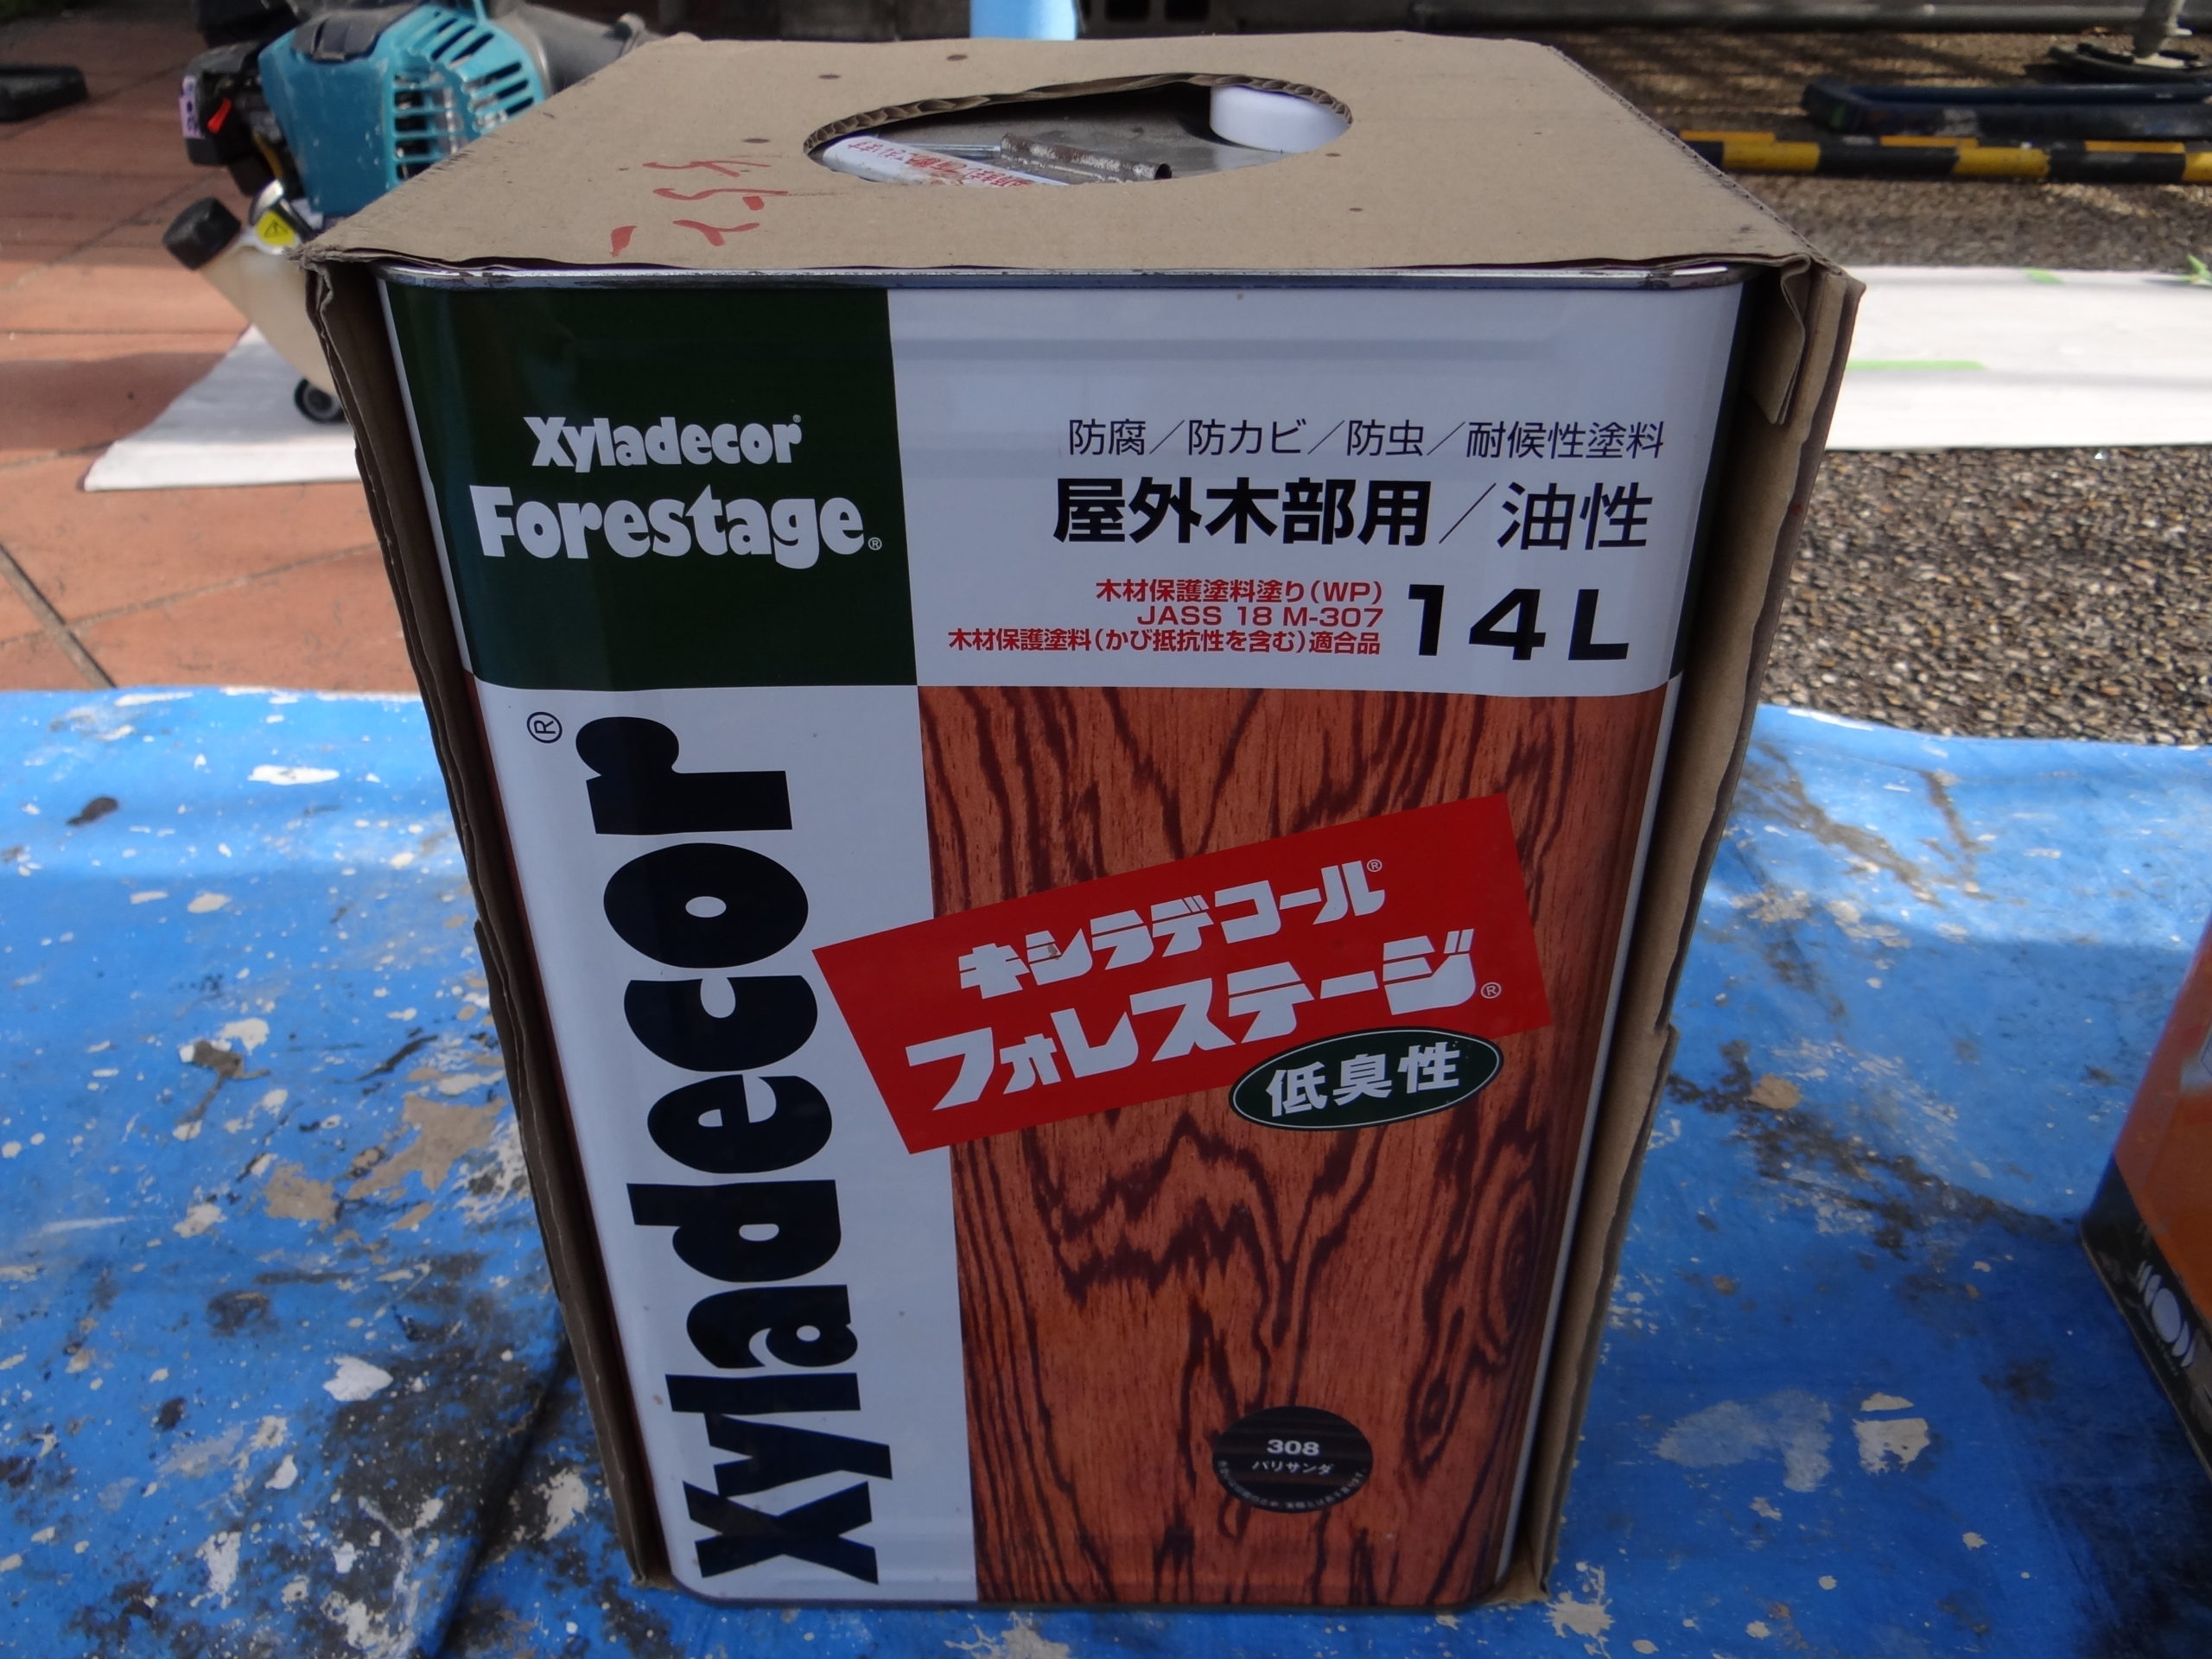 Xyladecor®
Forestage®
防腐／防カビ／防虫／耐候性塗料
屋外木部用／油性
木材保護塗料塗り(WP)
JASS 18 M-307
木材保護塗料(かび抵抗性を含む)適合品
14L
Xyladecor®
キシラデコール®
フォレステージ®
低臭性
308
パリサンダ